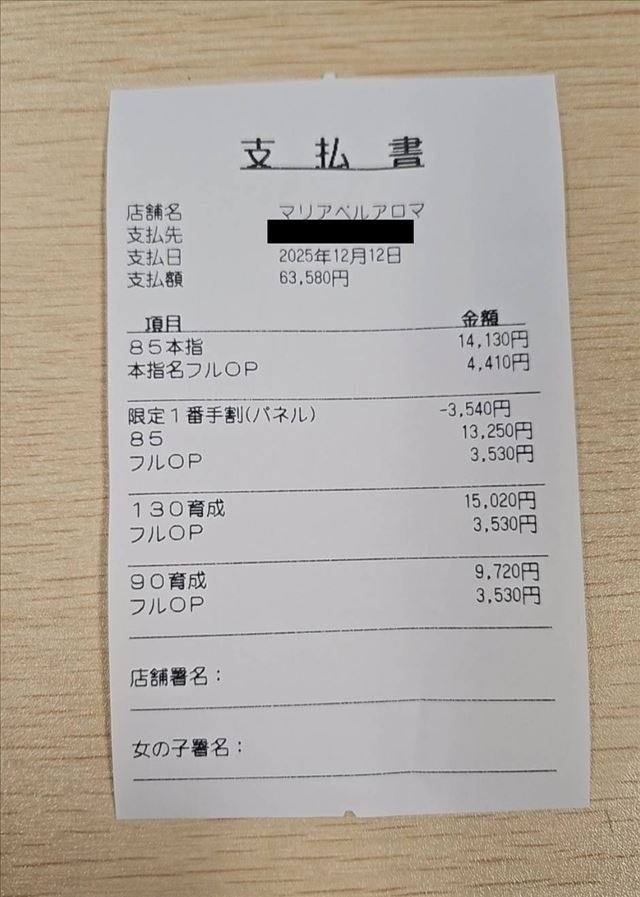 支払書
店舗名 マリアベルアロマ
支払先
支払日 2025年12月12日
支払額 63,580円
項目 金額
85本指 14,130円
本指名フルOP 4,410円
限定1番手割(パネル) -3,540円
85 13,250円
フルOP 3,530円
130育成 15,020円
フルOP 3,530円
90育成 9,720円
フルOP 3,530円
店舗署名:
女の子署名: